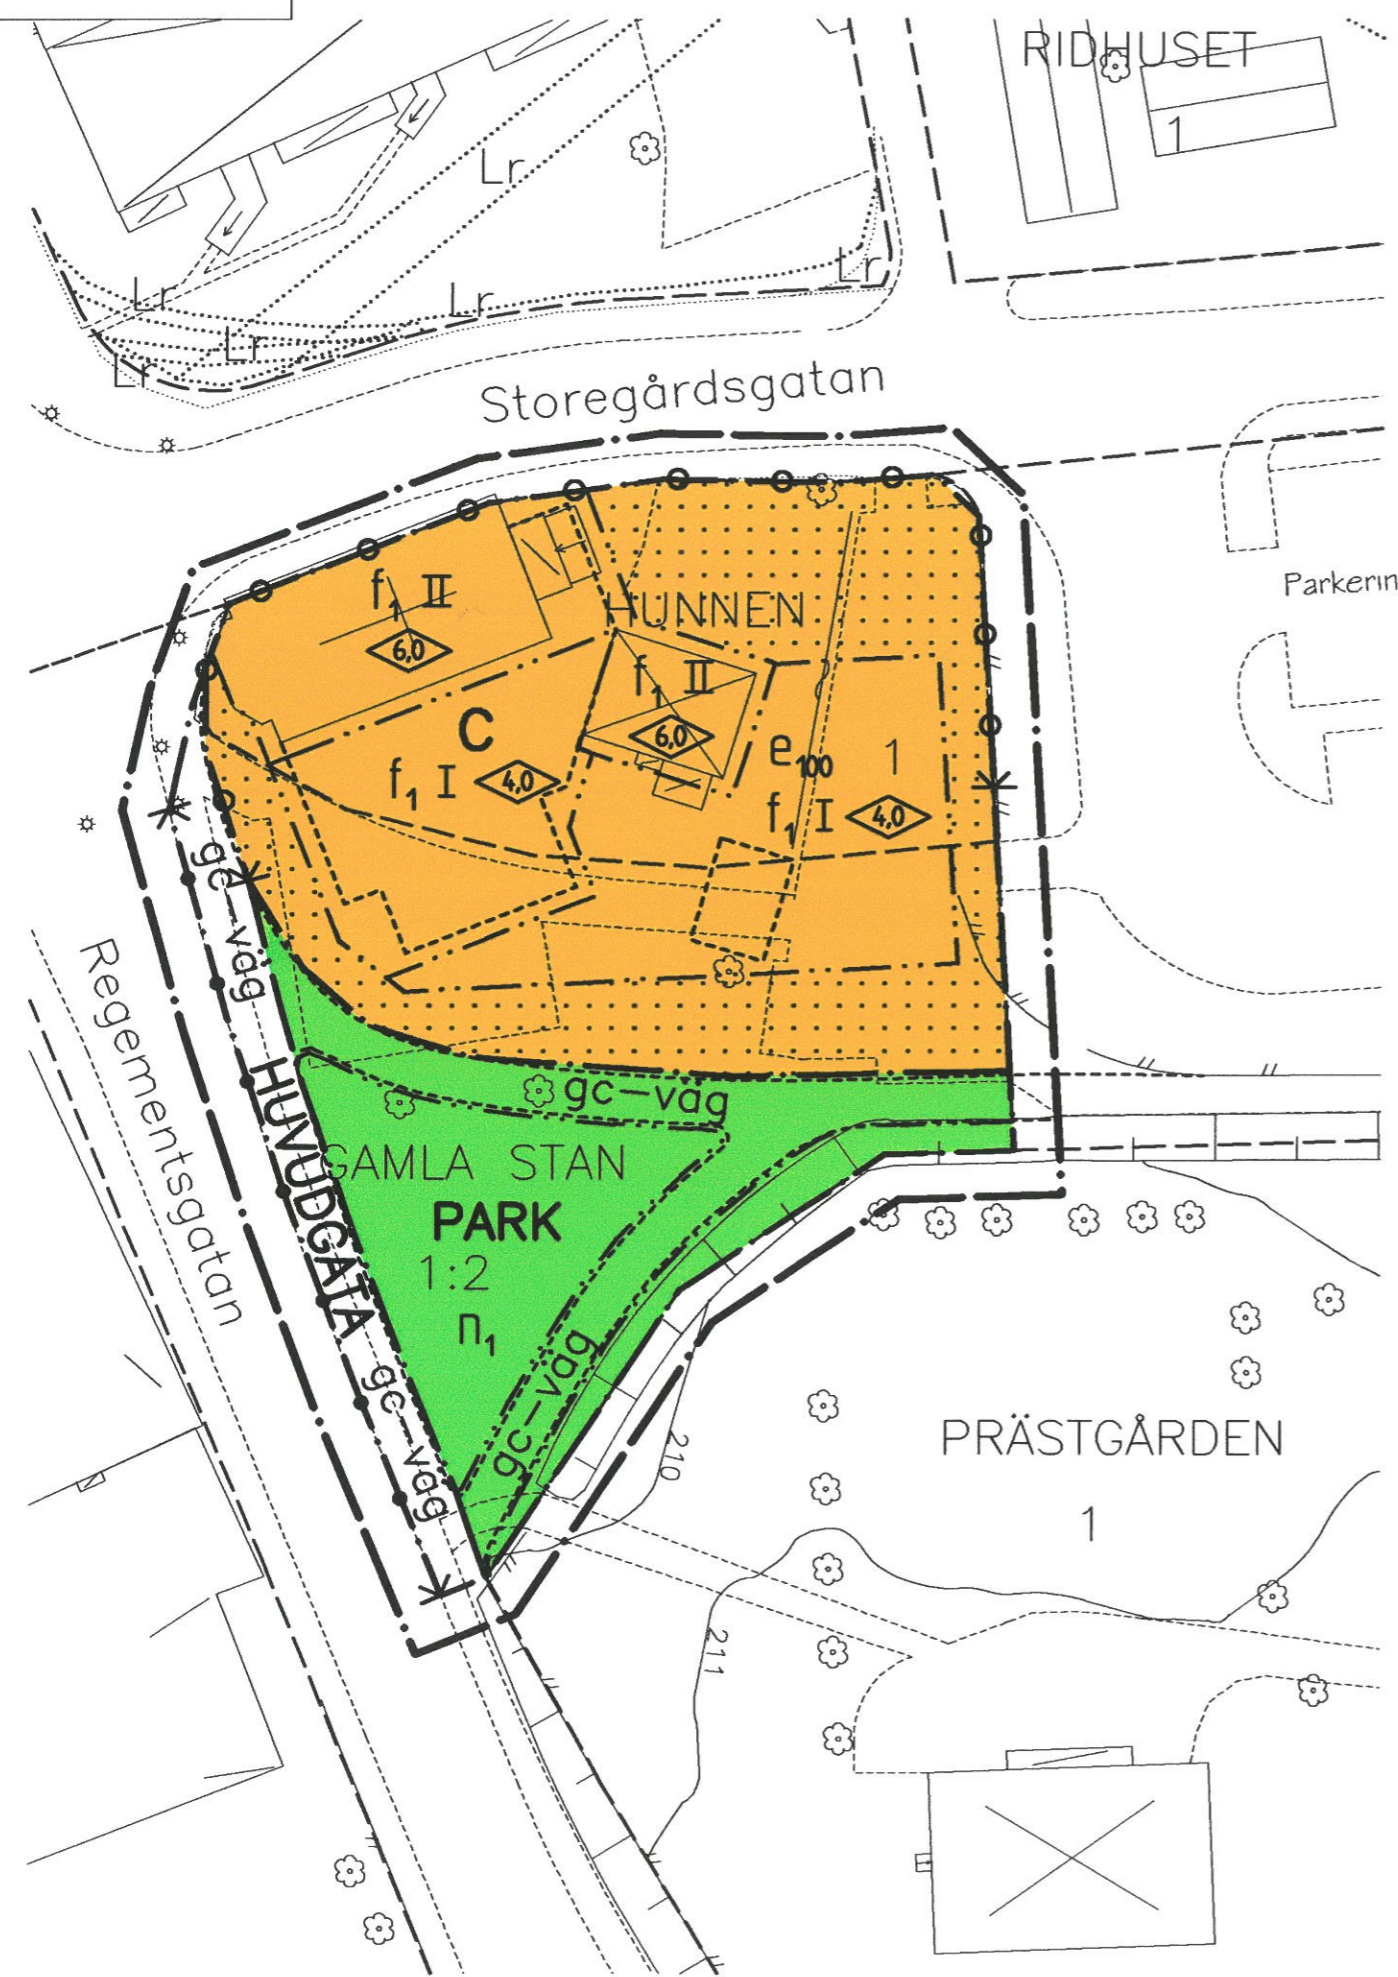 RIDHUSET
1
Lr
Lr
Lr
Lr
Lr
Lr
Storegårdsgatan
Parkerin
f1 II
6,0
HUNNEN
f1 II
6,0
C
f1 I
4,0
e100
1
f1 I
4,0
gc-väg
Regementsgatan
HUVUDGATA
gc-väg
GAMLA STAN
PARK
1:2
n1
gc-väg
gc-väg
210
PRÄSTGÅRDEN
1
211